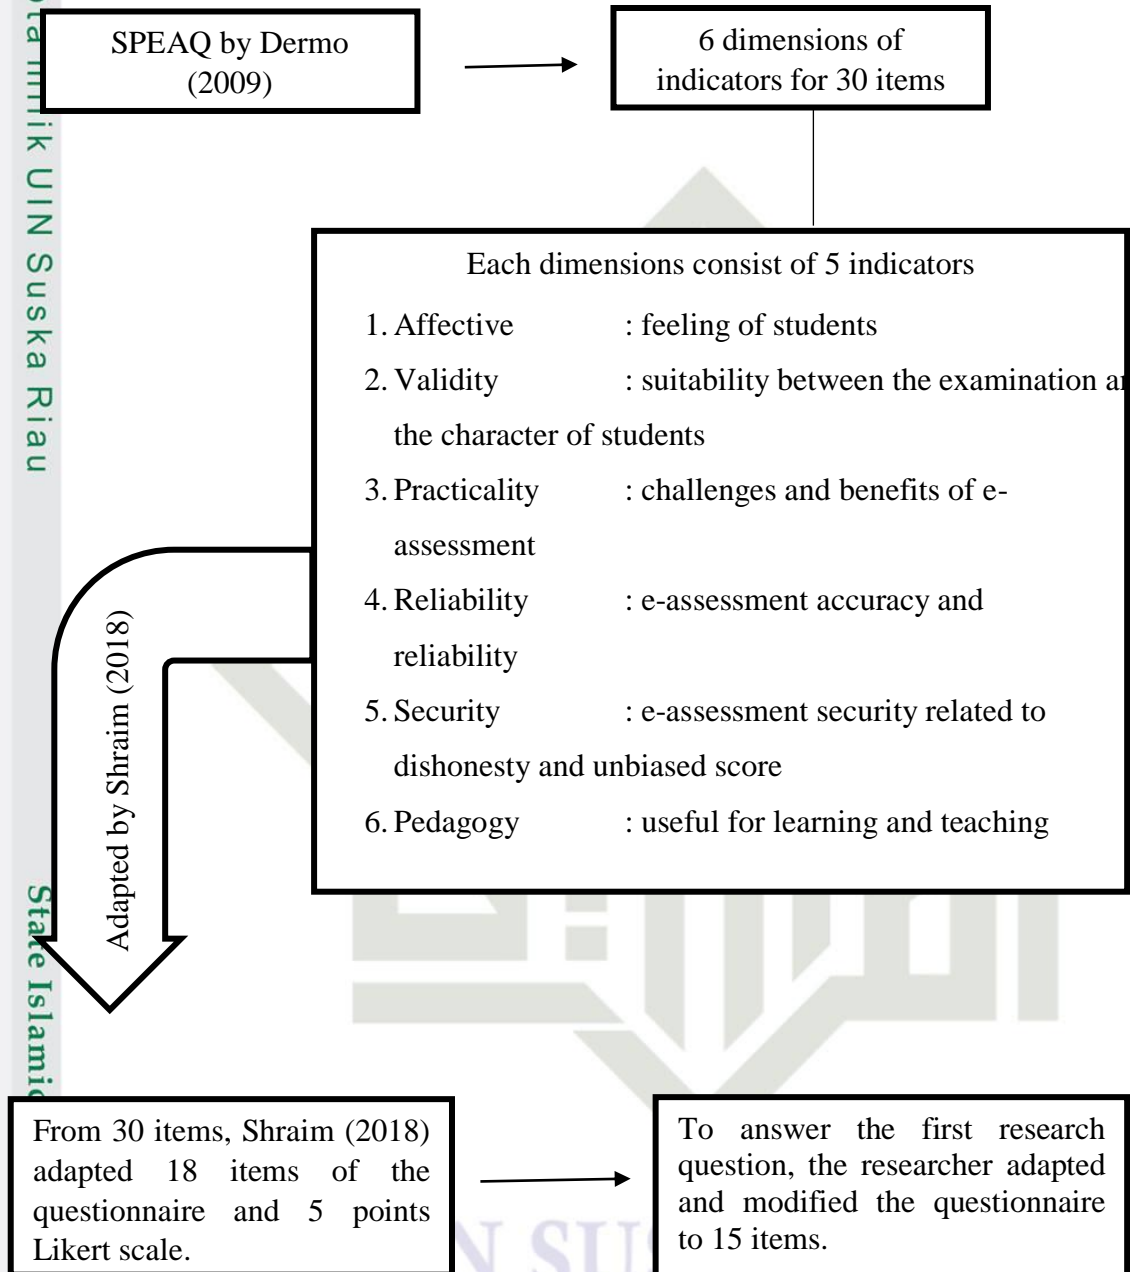 SPEAQ by Dermo
(2009)
6 dimensions of
indicators for 30 items
Each dimensions consist of 5 indicators
1. Affective : feeling of students
2. Validity : suitability between the examination
the character of students
3. Practicality : challenges and benefits of e-
assessment
4. Reliability : e-assessment accuracy and
reliability
5. Security : e-assessment security related to
dishonesty and unbiased score
6. Pedagogy : useful for learning and teaching
Adapted by Shraim (2018)
From 30 items, Shraim (2018)
adapted 18 items of the
questionnaire and 5 points
Likert scale.
To answer the first research
question, the researcher adapted
and modified the questionnaire
to 15 items.
milik UIN Suska Riau
State Islamic